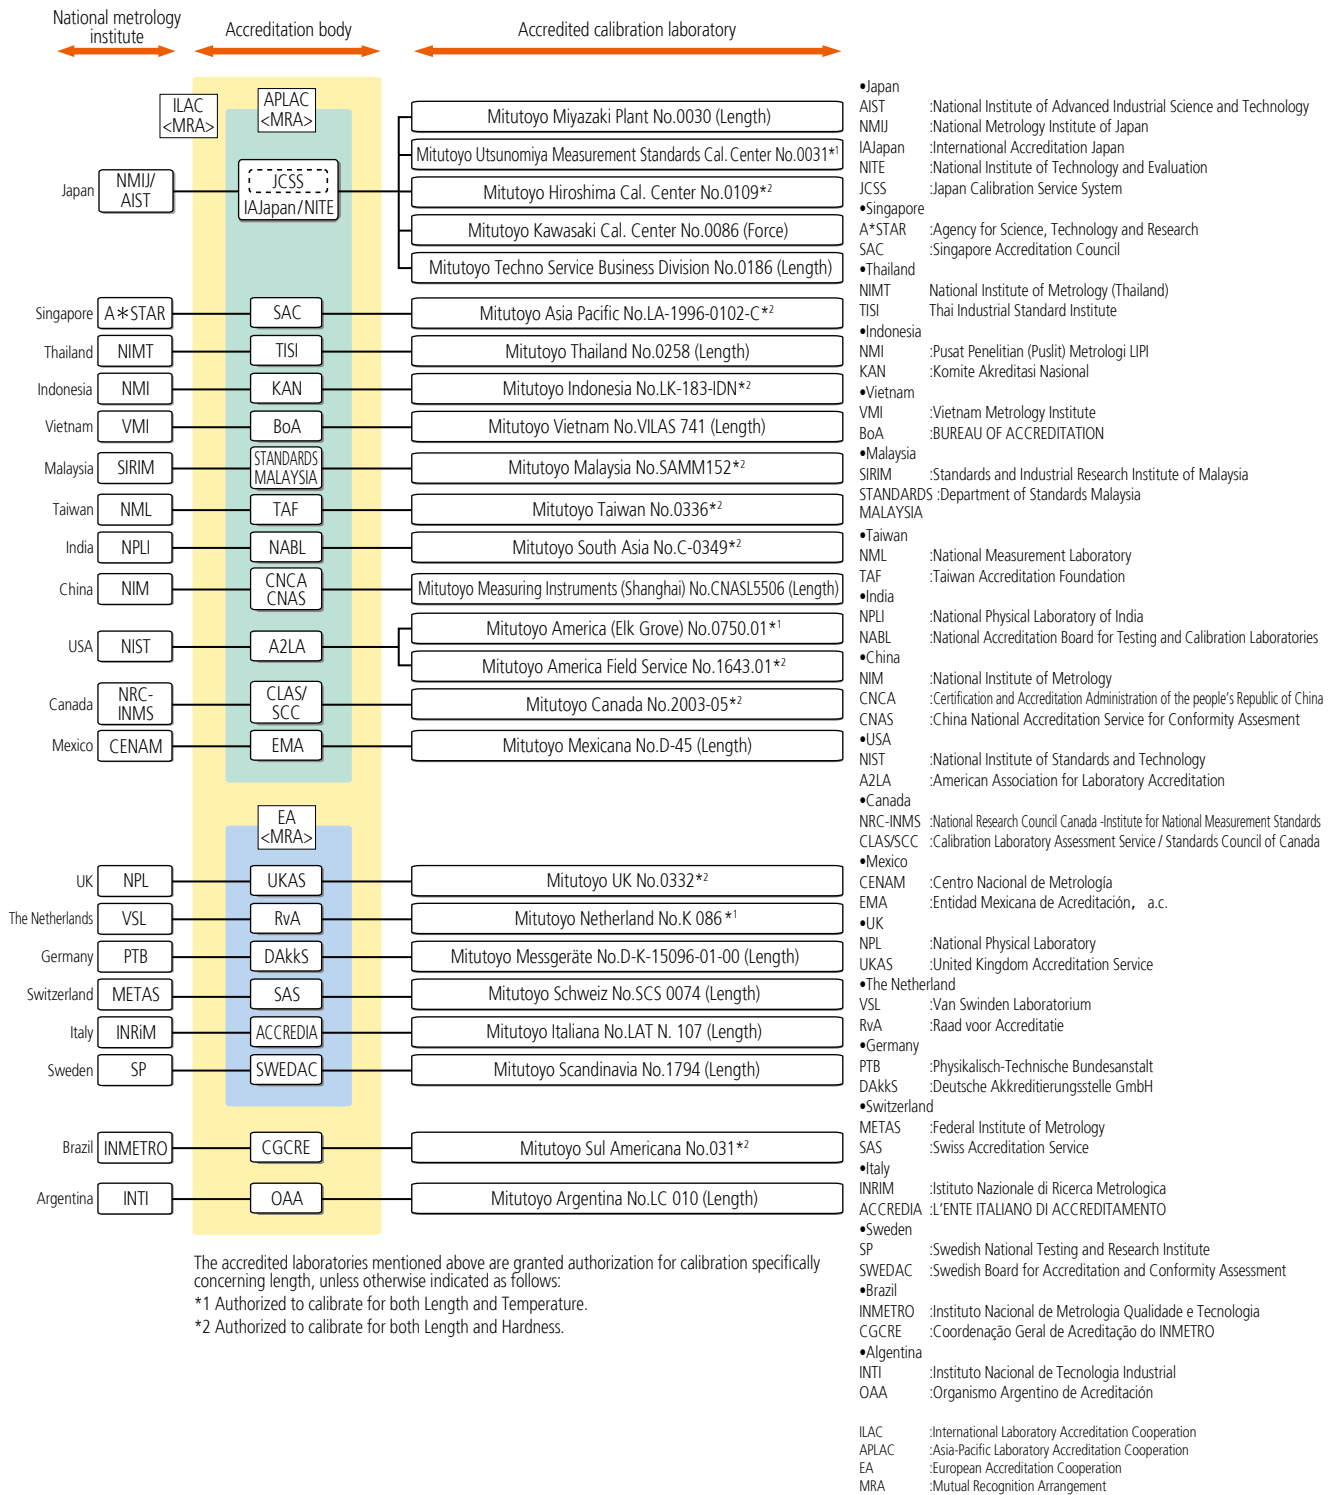 National metrology
institute
Accreditation body
Accredited calibration laboratory
ILAC
<MRA>
APLAC
<MRA>
Japan
NMIJ/
AIST
JCSS
IAJapan/NITE
Mitutoyo Miyazaki Plant No.0030 (Length)
Mitutoyo Utsunomiya Measurement Standards Cal. Center No.0031*1
Mitutoyo Hiroshima Cal. Center No.0109*2
Mitutoyo Kawasaki Cal. Center No.0086 (Force)
Mitutoyo Techno Service Business Division No.0186 (Length)
Singapore A*STAR SAC Mitutoyo Asia Pacific No.LA-1996-0102-C*2
Thailand NIMT TISI Mitutoyo Thailand No.0258 (Length)
Indonesia NMI KAN Mitutoyo Indonesia No.LK-183-IDN*2
Vietnam VMI BoA Mitutoyo Vietnam No.VILAS 741 (Length)
Malaysia SIRIM STANDARDS
MALAYSIA Mitutoyo Malaysia No.SAMM152*2
Taiwan NML TAF Mitutoyo Taiwan No.0336*2
India NPLI NABL Mitutoyo South Asia No.C-0349*2
China NIM CNCA
CNAS Mitutoyo Measuring Instruments (Shanghai) No.CNASL5506 (Length)
USA NIST A2LA
Mitutoyo America (Elk Grove) No.0750.01*1
Mitutoyo America Field Service No.1643.01*2
Canada NRC-
INMS
CLAS/
SCC
Mitutoyo Canada No.2003-05*2
Mexico CENAM EMA Mitutoyo Mexicana No.D-45 (Length)
EA
<MRA>
UK NPL UKAS Mitutoyo UK No.0332*2
The Netherlands VSL RvA Mitutoyo Netherland No.K 086 *1
Germany PTB DAkkS Mitutoyo Messgeräte No.D-K-15096-01-00 (Length)
Switzerland METAS SAS Mitutoyo Schweiz No.SCS 0074 (Length)
Italy INRiM ACCREDIA Mitutoyo Italiana No.LAT N. 107 (Length)
Sweden SP SWEDAC Mitutoyo Scandinavia No.1794 (Length)
Brazil INMETRO CGCRE Mitutoyo Sul Americana No.031*2
Argentina INTI OAA Mitutoyo Argentina No.LC 010 (Length)
The accredited laboratories mentioned above are granted authorization for calibration specifically
concerning length, unless otherwise indicated as follows:
*1 Authorized to calibrate for both Length and Temperature.
*2 Authorized to calibrate for both Length and Hardness.
•Japan
AIST :National Institute of Advanced Industrial Science and Technology
NMIJ :National Metrology Institute of Japan
IAJapan :International Accreditation Japan
NITE :National Institute of Technology and Evaluation
JCSS :Japan Calibration Service System
•Singapore
A*STAR :Agency for Science, Technology and Research
SAC :Singapore Accreditation Council
•Thailand
NIMT National Institute of Metrology (Thailand)
TISI Thai Industrial Standard Institute
•Indonesia
NMI :Pusat Penelitian (Puslit) Metrologi LIPI
KAN :Komite Akreditasi Nasional
•Vietnam
VMI :Vietnam Metrology Institute
BoA :BUREAU OF ACCREDITATION
•Malaysia
SIRIM :Standards and Industrial Research Institute of Malaysia
STANDARDS :Department of Standards Malaysia
MALAYSIA
•Taiwan
NML :National Measurement Laboratory
TAF :Taiwan Accreditation Foundation
•India
NPLI :National Physical Laboratory of India
NABL :National Accreditation Board for Testing and Calibration Laboratories
•China
NIM :National Institute of Metrology
CNCA :Certification and Accreditation Administration of the people's Republic of China
CNAS :China National Accreditation Service for Conformity Assesment
•USA
NIST :National Institute of Standards and Technology
A2LA :American Association for Laboratory Accreditation
•Canada
NRC-INMS :National Research Council Canada -Institute for National Measurement Standards
CLAS/SCC :Calibration Laboratory Assessment Service / Standards Council of Canada
•Mexico
CENAM :Centro Nacional de Metrología
EMA :Entidad Mexicana de Acreditación, a.c.
•UK
NPL :National Physical Laboratory
UKAS :United Kingdom Accreditation Service
•The Netherland
VSL :Van Swinden Laboratorium
RvA :Raad voor Accreditatie
•Germany
PTB :Physikalisch-Technische Bundesanstalt
DAkkS :Deutsche Akkreditierungsstelle GmbH
•Switzerland
METAS :Federal Institute of Metrology
SAS :Swiss Accreditation Service
•Italy
INRIM :Istituto Nazionale di Ricerca Metrologica
ACCREDIA :L'ENTE ITALIANO DI ACCREDITAMENTO
•Sweden
SP :Swedish National Testing and Research Institute
SWEDAC :Swedish Board for Accreditation and Conformity Assessment
•Brazil
INMETRO :Instituto Nacional de Metrologia Qualidade e Tecnologia
CGCRE :Coordenação Geral de Acreditação do INMETRO
•Algentina
INTI :Instituto Nacional de Tecnologia Industrial
OAA :Organismo Argentino de Acreditación
ILAC :International Laboratory Accreditation Cooperation
APLAC :Asia-Pacific Laboratory Accreditation Cooperation
EA :European Accreditation Cooperation
MRA :Mutual Recognition Arrangement